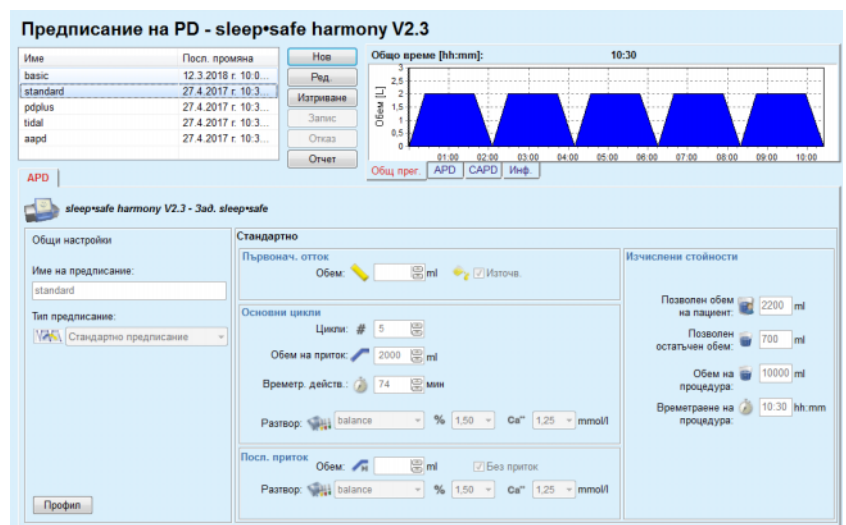 Предписание на PD - sleep•safe harmony V2.3
Име Посл. промяна
basic 12.3.2018 г. 10:0...
standard 27.4.2017 г. 10:3...
pdplus 27.4.2017 г. 10:3...
tidal 27.4.2017 г. 10:3...
aapd 27.4.2017 г. 10:3...
Нов
Ред.
Изтриване
Запис
Отказ
Отчет
Общо време [hh:mm]: 10:30
Обем [L]
3
2,5
2
1,5
1
0,5
0
01:00 02:00 03:00 04:00 05:00 06:00 07:00 08:00 09:00 10:00
Общ прег. APD CAPD Инф.
APD
sleep•safe harmony V2.3 - Зад. sleep•safe
Общи настройки
Име на предписание:
standard
Тип предписание:
Стандартно предписание
Профил
Стандартно
Първонач. отток
Обем: ml Източв.
Основни цикли
Цикли: # 5
Обем на приток: 2000 ml
Времетр. действ.: 74 мин
Разтвор: balance % 1,50 Ca⁺⁺ 1,25 mmol/l
Посл. приток
Обем: ml Без приток
Разтвор: balance % 1,50 Ca⁺⁺ 1,25 mmol/l
Изчислени стойности
Позволен обем
на пациент: 2200 ml
Позволен
остатъчен обем: 700 ml
Обем на
процедура: 10000 ml
Времетраене на
процедура: 10:30 hh:mm